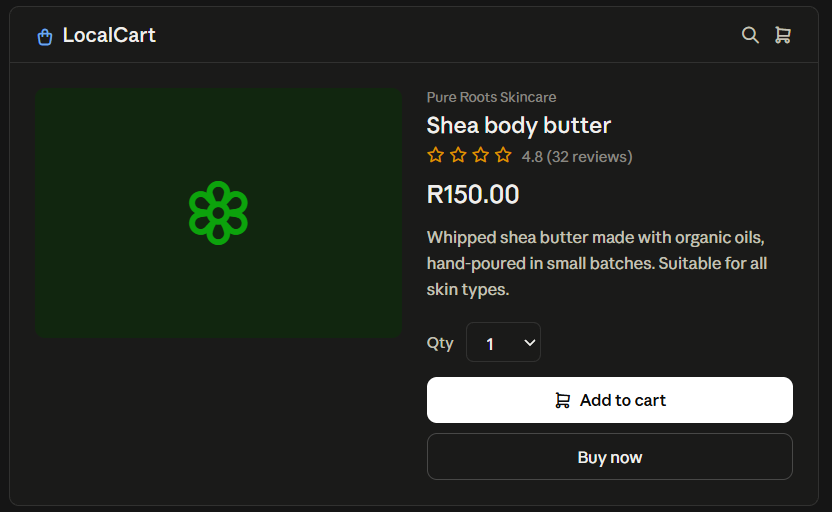 LocalCart
Pure Roots Skincare
Shea body butter
4.8 (32 reviews)
R150.00
Whipped shea butter made with organic oils,
hand-poured in small batches. Suitable for all
skin types.
Qty 1
Add to cart
Buy now